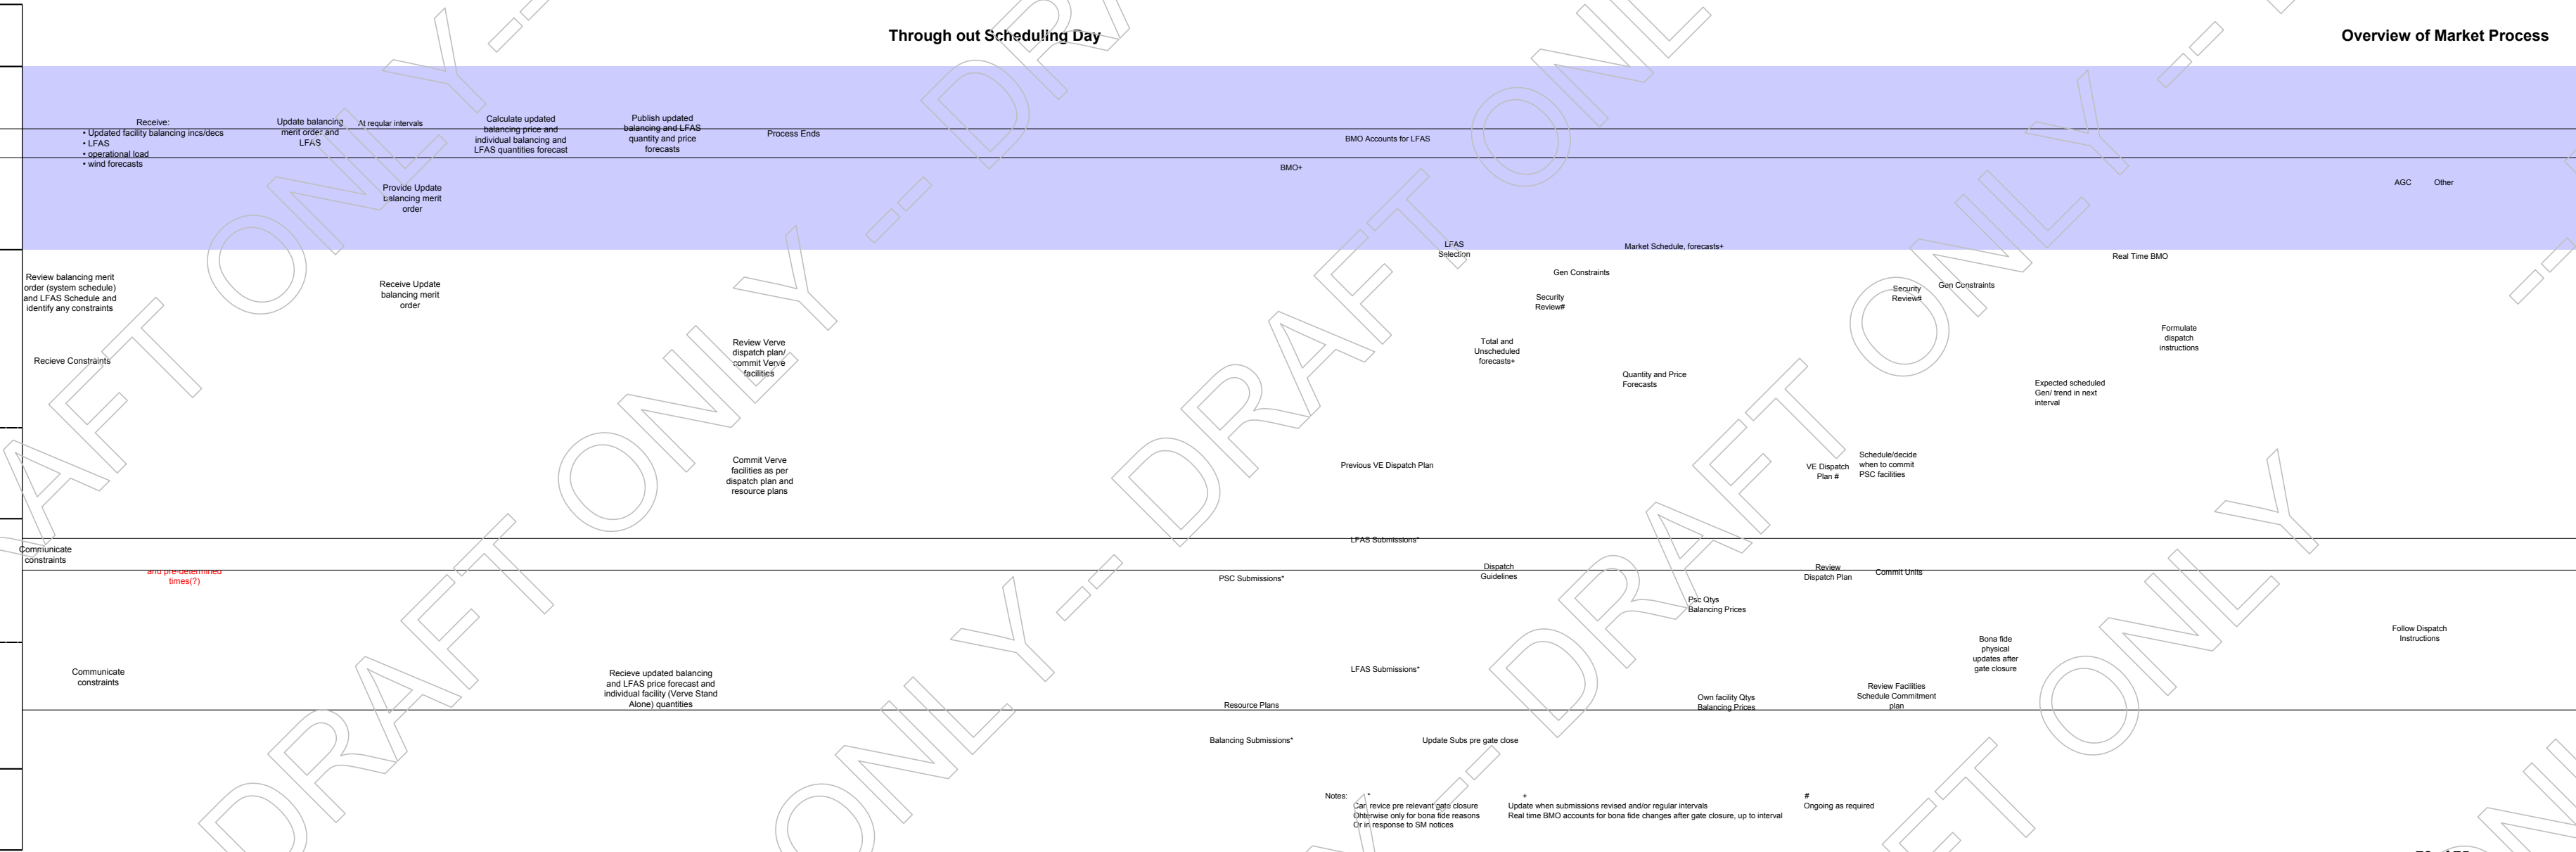 Through out Scheduling Day
Overview of Market Process
Receive:
• Updated facility balancing incs/decs
• LFAS
• operational load
• wind forecasts
Update balancing
merit order and
LFAS
At regular intervals
Calculate updated
balancing price and
individual balancing and
LFAS quantities forecast
Publish updated
balancing and LFAS
quantity and price
forecasts
Process Ends
BMO Accounts for LFAS
BMO+
Provide Update
balancing merit
order
AGC
Other
LFAS
Selection
Market Schedule, forecasts+
Real Time BMO
Review balancing merit
order (system schedule)
and LFAS Schedule and
identify any constraints
Receive Update
balancing merit
order
Gen Constraints
Security
Review#
Security
Review#
Gen Constraints
Recieve Constraints
Review Verve
dispatch plan/
commit Verve
facilities
Total and
Unscheduled
forecasts+
Formulate
dispatch
instructions
Quantity and Price
Forecasts
Expected scheduled
Gen/ trend in next
interval
Commit Verve
facilities as per
dispatch plan and
resource plans
Previous VE Dispatch Plan
VE Dispatch
Plan #
Schedule/decide
when to commit
PSC facilities
Communicate
constraints
LFAS Submissions*
and pre-determined
times(?)
PSC Submissions*
Dispatch
Guidelines
Review
Dispatch Plan
Commit Units
Psc Qtys
Balancing Prices
Bona fide
physical
updates after
gate closure
Follow Dispatch
Instructions
Communicate
constraints
Recieve updated balancing
and LFAS price forecast and
individual facility (Verve Stand
Alone) quantities
LFAS Submissions*
Resource Plans
Own facility Qtys
Balancing Prices
Review Facilities
Schedule Commitment
plan
Balancing Submissions*
Update Subs pre gate close
Notes:
*
Can revice pre relevant gate closure
Ohterwise only for bona fide reasons
Or in response to SM notices
+
Update when submissions revised and/or regular intervals
Real time BMO accounts for bona fide changes after gate closure, up to interval
#
Ongoing as required
DRAFT ONLY -- DRAFT ONLY